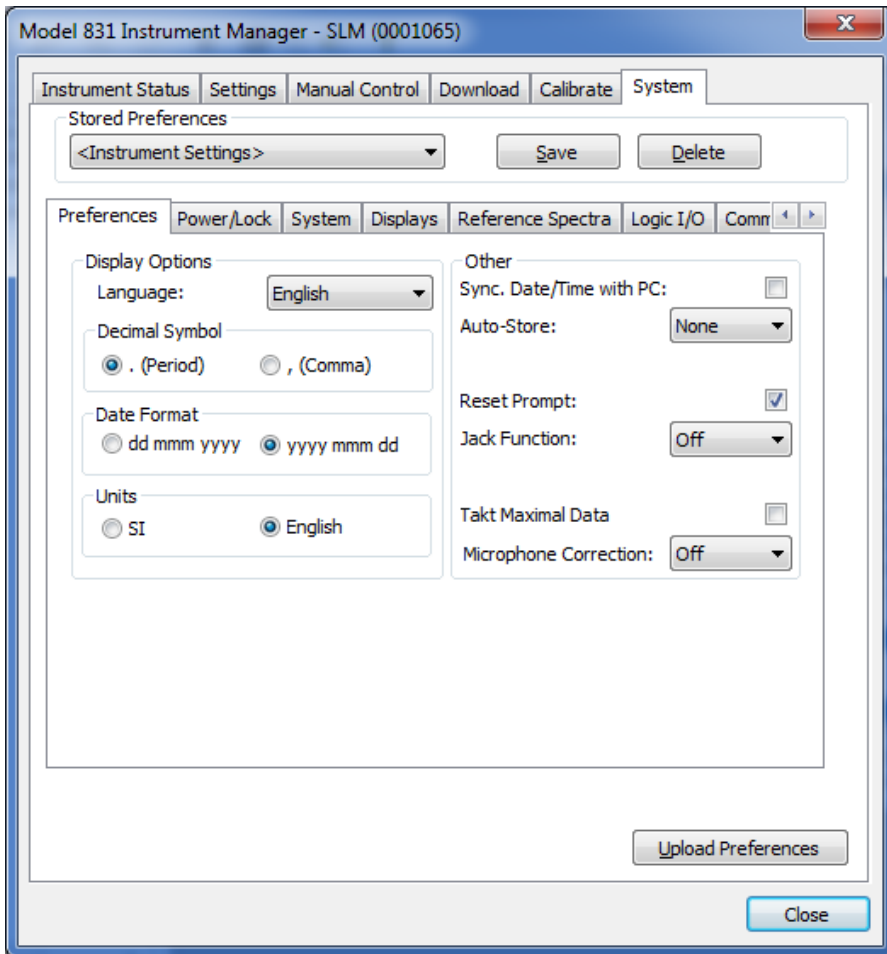 Model 831 Instrument Manager - SLM (0001065)
Instrument Status Settings Manual Control Download Calibrate System
Stored Preferences
<Instrument Settings> Save Delete
Preferences Power/Lock System Displays Reference Spectra Logic I/O Comm
Display Options
Language: English
Decimal Symbol
. (Period) , (Comma)
Date Format
dd mmm yyyy yyyy mmm dd
Units
SI English
Other
Sync. Date/Time with PC:
Auto-Store: None
Reset Prompt:
Jack Function: Off
Takt Maximal Data
Microphone Correction: Off
Upload Preferences
Close